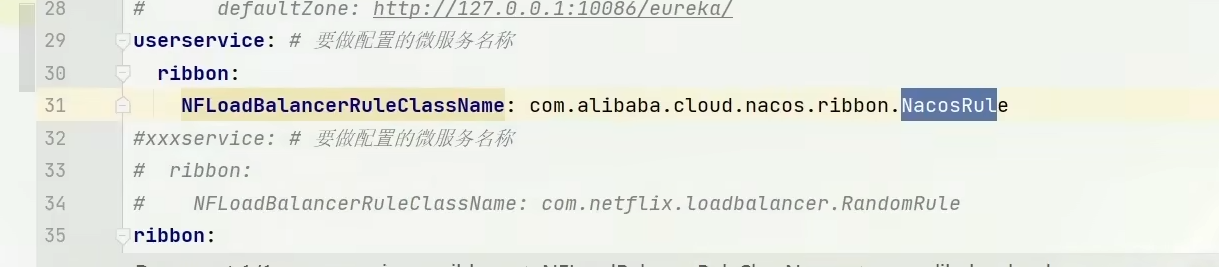 28 #      defaultZone: http://127.0.0.1:10086/eureka/
29 userservice: # 要做配置的微服务名称
30   ribbon:
31     NFLoadBalancerRuleClassName: com.alibaba.cloud.nacos.ribbon.NacosRule
32 #xxxservice: # 要做配置的微服务名称
33 #  ribbon:
34 #    NFLoadBalancerRuleClassName: com.netflix.loadbalancer.RandomRule
35 ribbon: